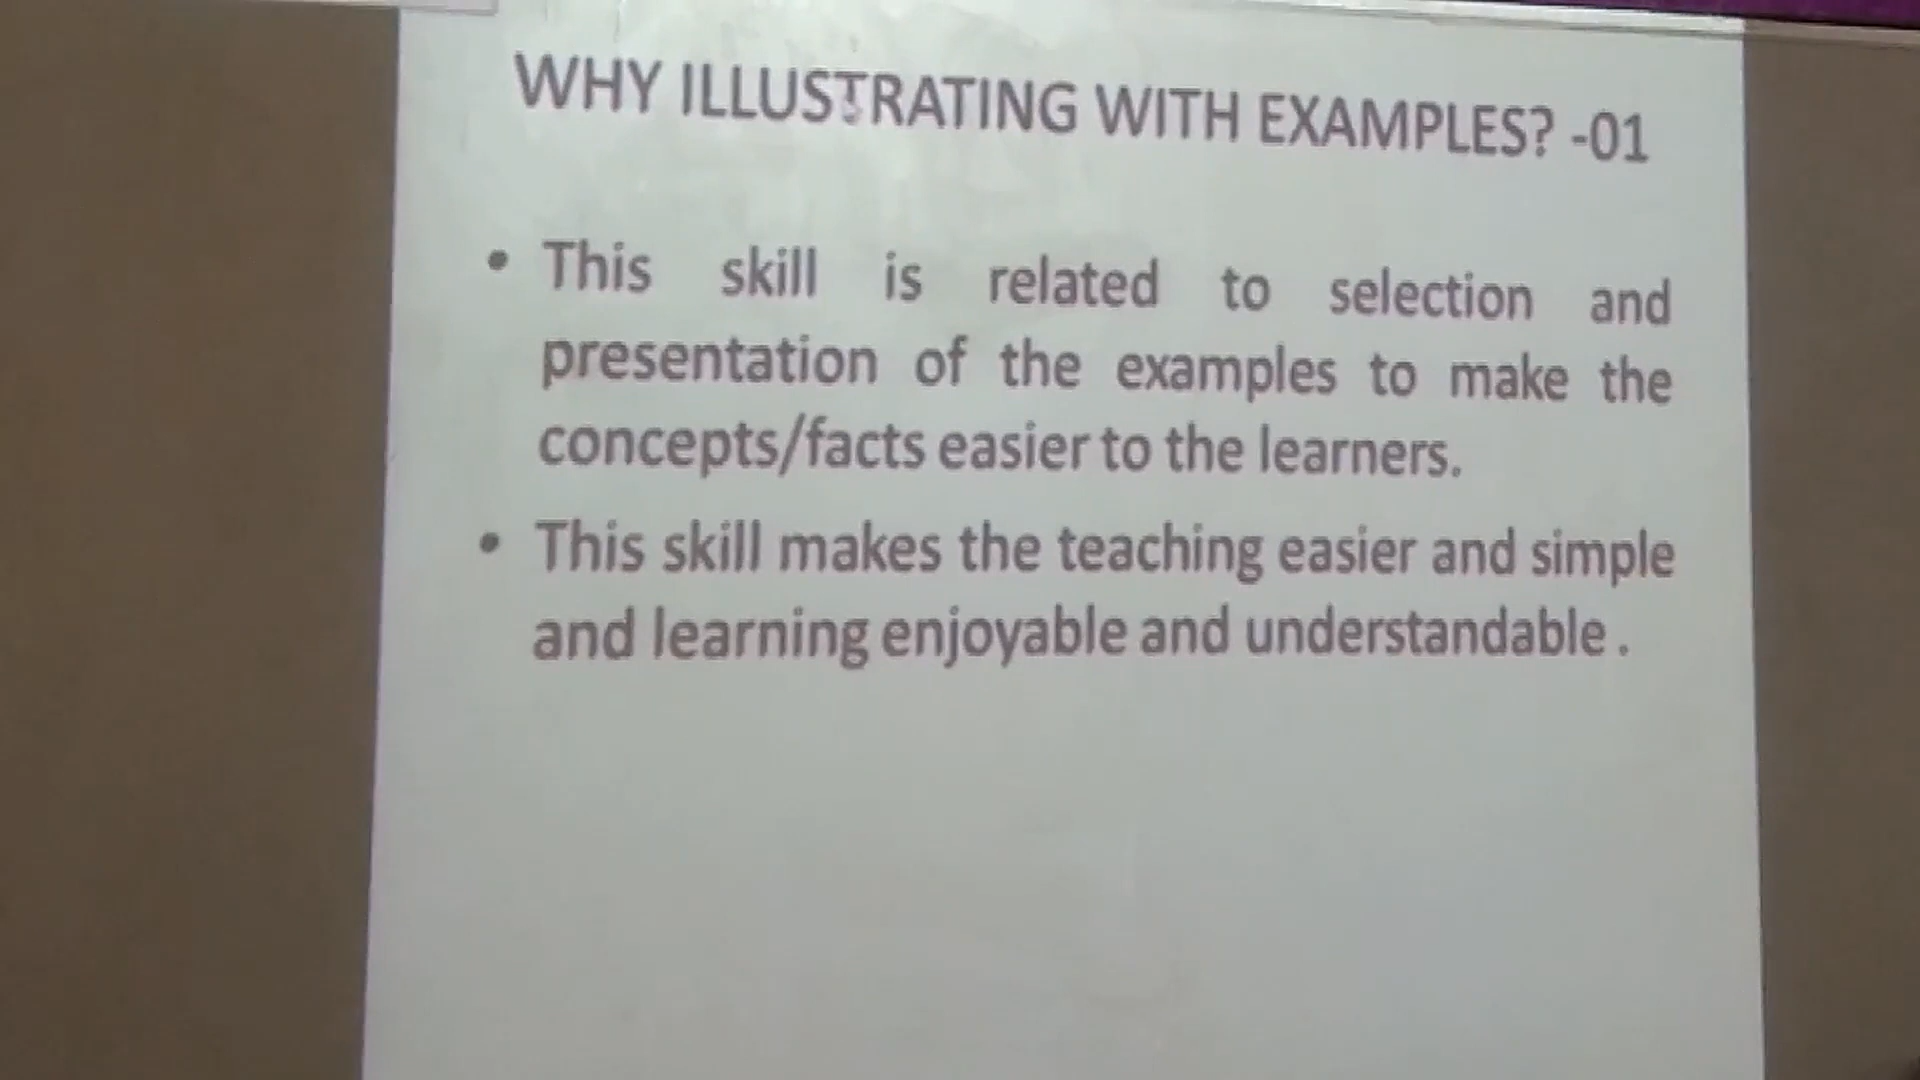 WHY ILLUSTRATING WITH EXAMPLES? -01
• This skill is related to selection and
presentation of the examples to make the
concepts/facts easier to the learners.
• This skill makes the teaching easier and simple
and learning enjoyable and understandable .